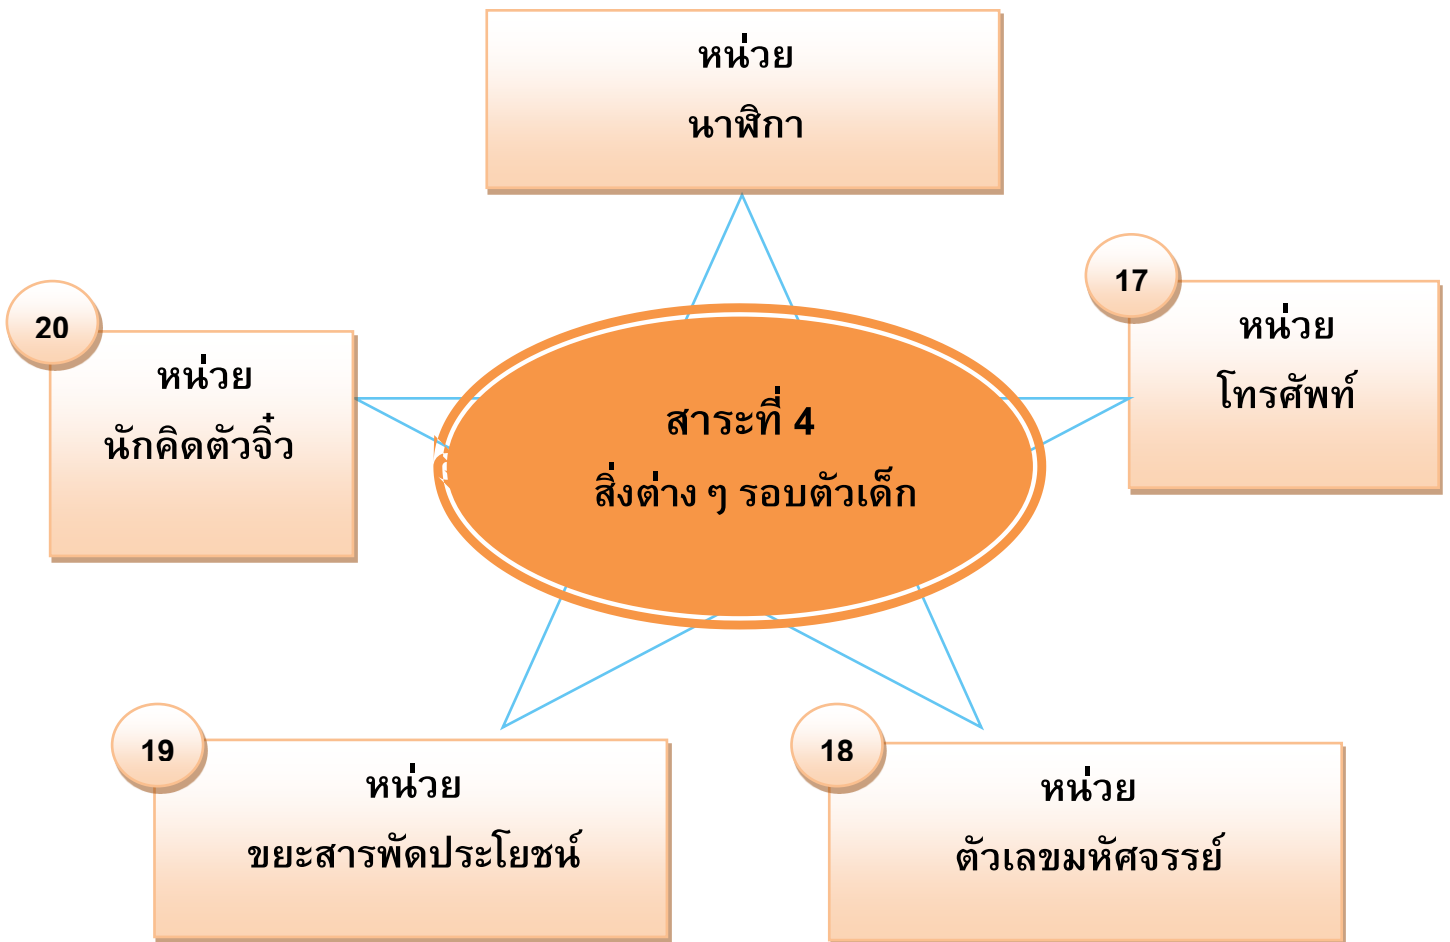 หน่วย
นาฬิกา
17
หน่วย
โทรศัพท์
20
หน่วย
นักคิดตัวจิ๋ว
สาระที่ 4
สิ่งต่าง ๆ รอบตัวเด็ก
19
หน่วย
ขยะสารพัดประโยชน์
18
หน่วย
ตัวเลขมหัศจรรย์